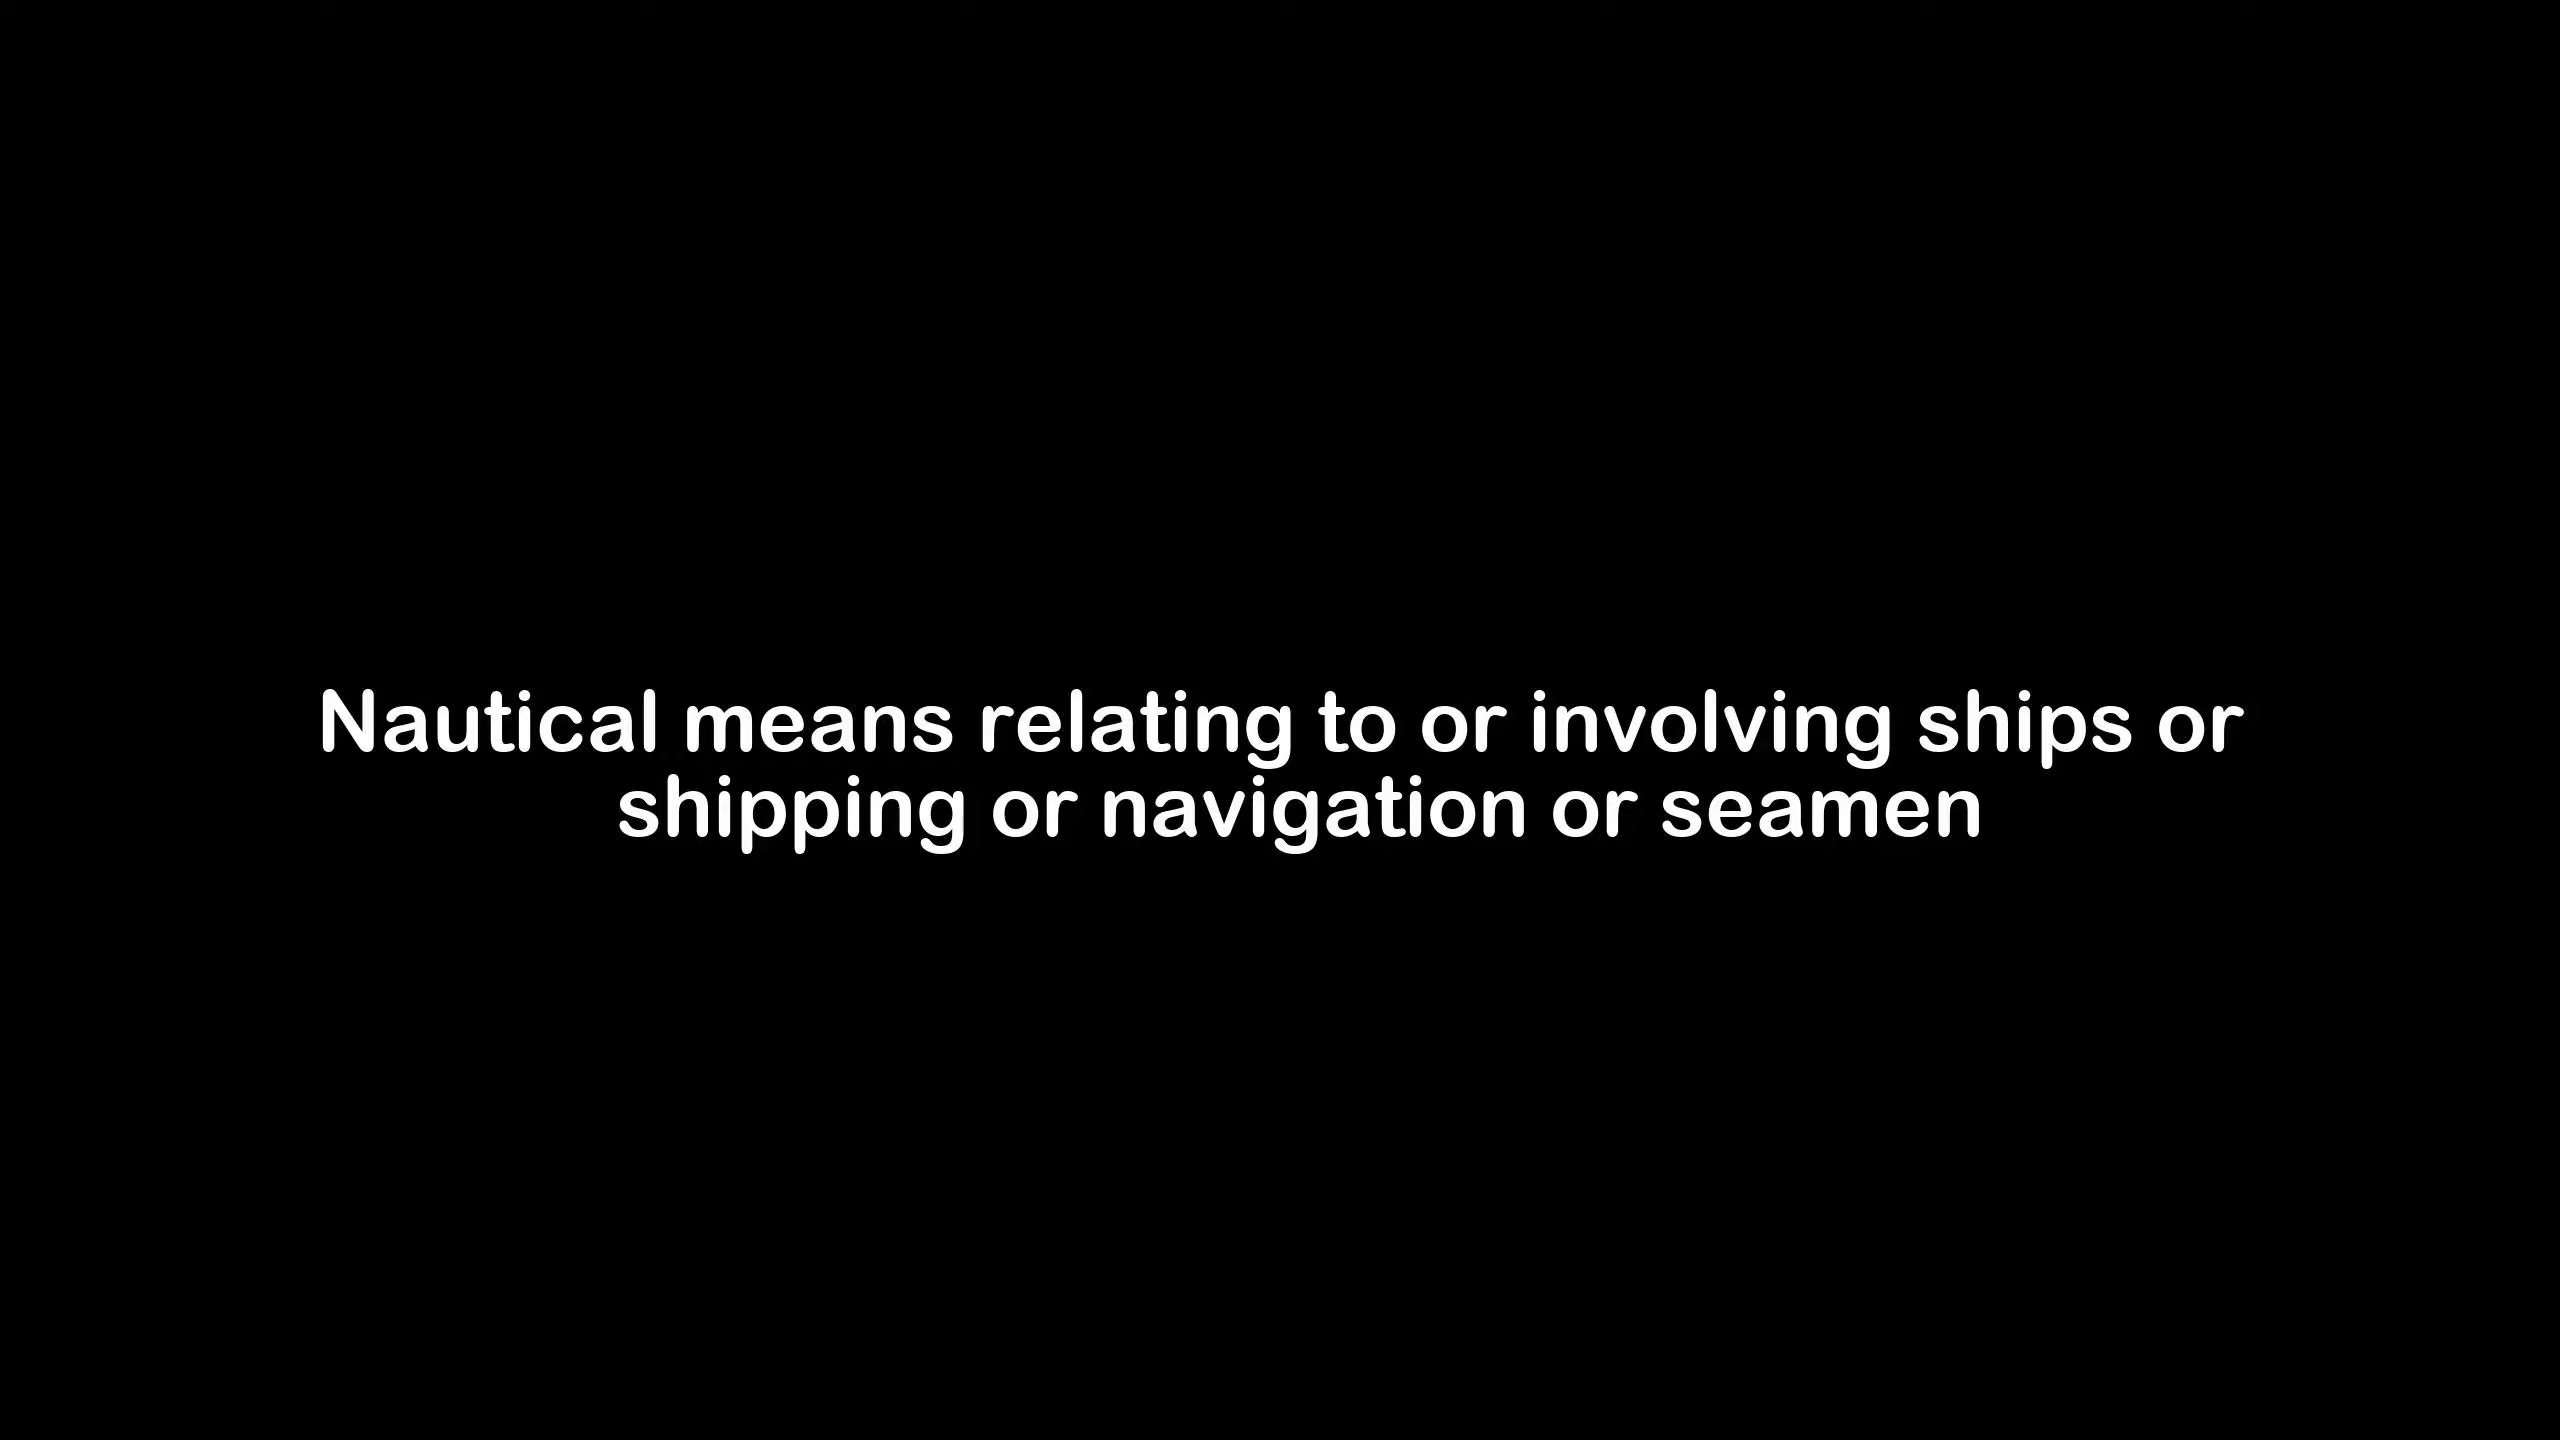 Nautical means relating to or involving ships or
shipping or navigation or seamen